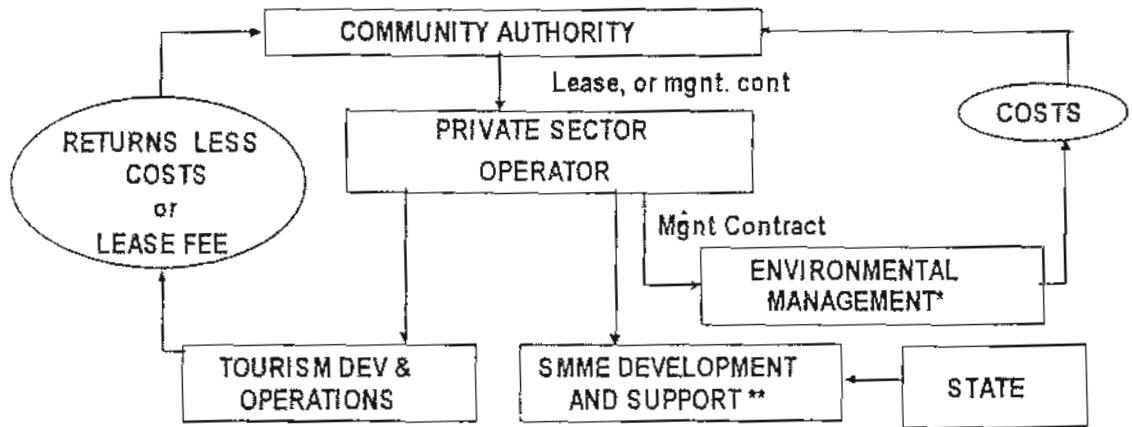 COMMUNITY AUTHORITY
Lease, or mgnt. cont
COSTS
PRIVATE SECTOR
OPERATOR
RETURNS LESS
COSTS
or
LEASE FEE
Mgnt Contract
ENVIRONMENTAL
MANAGEMENT*
TOURISM DEV &
OPERATIONS
SMME DEVELOPMENT
AND SUPPORT **
STATE